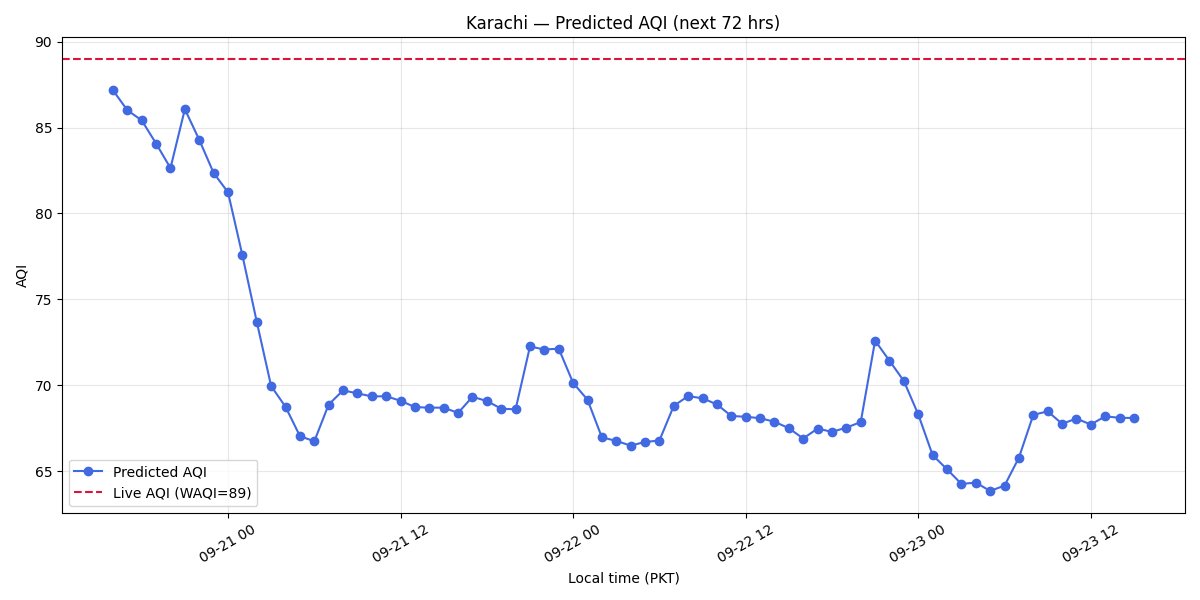 Karachi — Predicted AQI (next 72 hrs)
90
85
80
75
70
65
AQI
Predicted AQI
Live AQI (WAQI=89)
09-21 00
09-21 12
09-22 00
09-22 12
09-23 00
09-23 12
Local time (PKT)